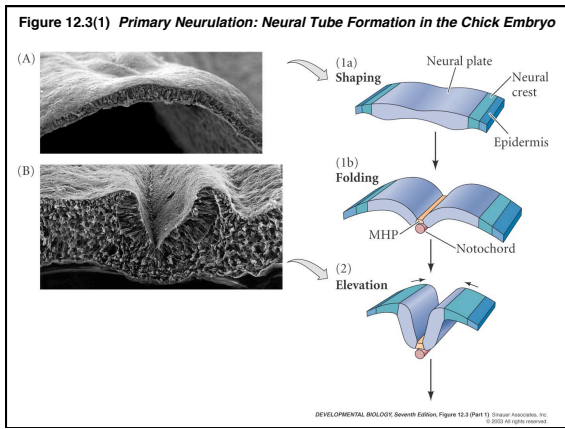 Figure 12.3(1) Primary Neurulation: Neural Tube Formation in the Chick Embryo
(A)
(B)
(1a)
Shaping
Neural plate
Neural
crest
Epidermis
(1b)
Folding
MHP
Notochord
(2)
Elevation
DEVELOPMENTAL BIOLOGY, Seventh Edition, Figure 12.3 (Part 1) Sinauer Associates, Inc.
© 2003 All rights reserved.